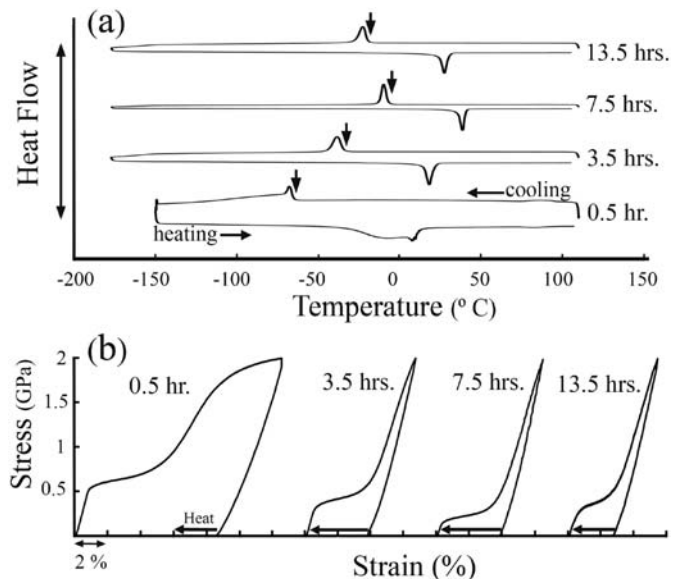 (a)
Heat Flow
13.5 hrs.
7.5 hrs.
3.5 hrs.
cooling
0.5 hr.
heating
-200 -150 -100 -50 0 50 100 150
Temperature (º C)
(b)
Stress (GPa)
2
1
0.5
0.5 hr. 3.5 hrs. 7.5 hrs. 13.5 hrs.
Heat
2 %
Strain (%)